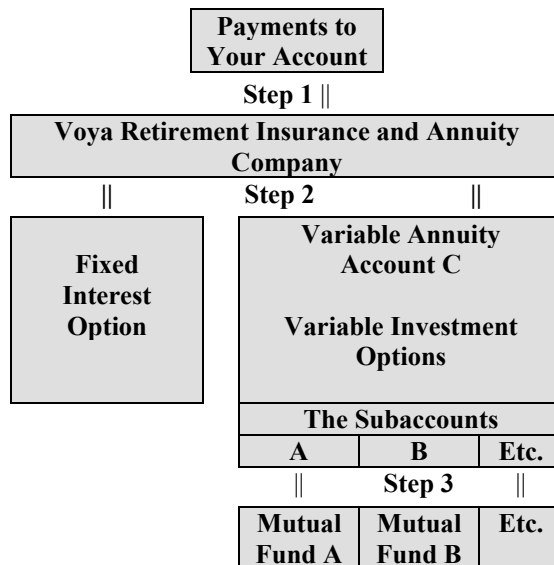 Payments to
Your Account
Step 1 ||
Voya Retirement Insurance and Annuity
Company
|| Step 2 ||
Fixed
Interest
Option
Variable Annuity
Account C
Variable Investment
Options
The Subaccounts
A B Etc.
|| Step 3 ||
Mutual
Fund A
Mutual
Fund B
Etc.